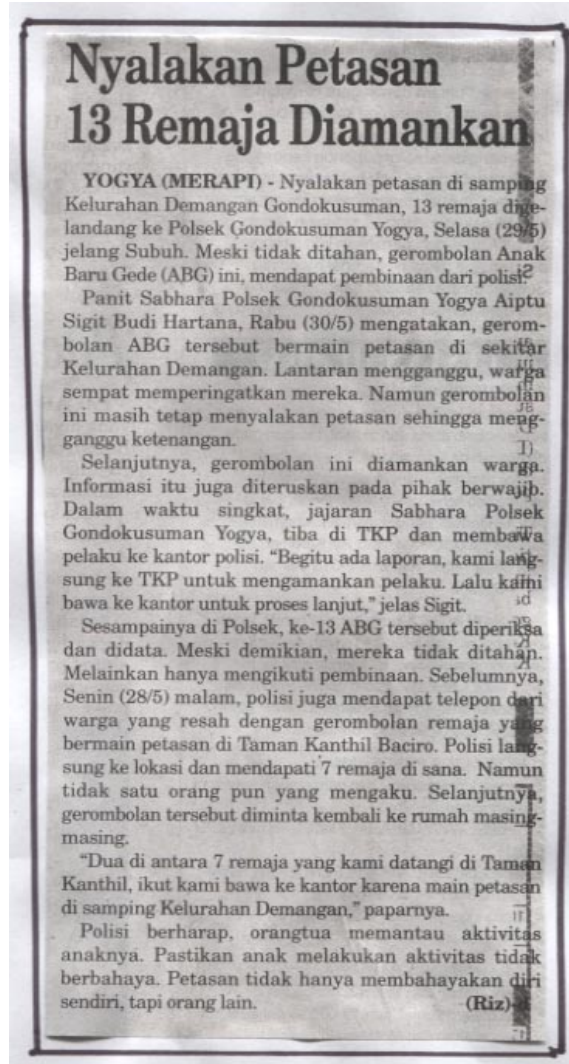 Nyalakan Petasan
13 Remaja Diamankan
YOGYA (MERAPI) - Nyalakan petasan di samping
Kelurahan Demangan Gondokusuman, 13 remaja dige-
landang ke Polsek Gondokusuman Yogya, Selasa (29/5)
jelang Subuh. Meski tidak ditahan, gerombolan Anak
Baru Gede (ABG) ini, mendapat pembinaan dari polisi.
Panit Sabhara Polsek Gondokusuman Yogya Aiptu
Sigit Budi Hartana, Rabu (30/5) mengatakan, gerom-
bolan ABG tersebut bermain petasan di sekitar
Kelurahan Demangan. Lantaran mengganggu, warga
sempat memperingatkan mereka. Namun gerombolan
ini masih tetap menyalakan petasan sehingga meng-
ganggu ketenangan.
Selanjutnya, gerombolan ini diamankan warga.
Informasi itu juga diteruskan pada pihak berwajib.
Dalam waktu singkat, jajaran Sabhara Polsek
Gondokusuman Yogya, tiba di TKP dan membawa
pelaku ke kantor polisi. “Begitu ada laporan, kami lang-
sung ke TKP untuk mengamankan pelaku. Lalu kami
bawa ke kantor untuk proses lanjut,” jelas Sigit.
Sesampainya di Polsek, ke-13 ABG tersebut diperiksa
dan didata. Meski demikian, mereka tidak ditahan.
Melainkan hanya mengikuti pembinaan. Sebelumnya,
Senin (28/5) malam, polisi juga mendapat telepon dari
warga yang resah dengan gerombolan remaja yang
bermain petasan di Taman Kanthil Baciro. Polisi lang-
sung ke lokasi dan mendapati 7 remaja di sana. Namun
tidak satu orang pun yang mengaku. Selanjutnya,
gerombolan tersebut diminta kembali ke rumah masing-
masing.
“Dua di antara 7 remaja yang kami datangi di Taman
Kanthil, ikut kami bawa ke kantor karena main petasan
di samping Kelurahan Demangan,” paparnya.
Polisi berharap, orangtua memantau aktivitas
anaknya. Pastikan anak melakukan aktivitas tidak
berbahaya. Petasan tidak hanya membahayakan diri
sendiri, tapi orang lain. (Riz)